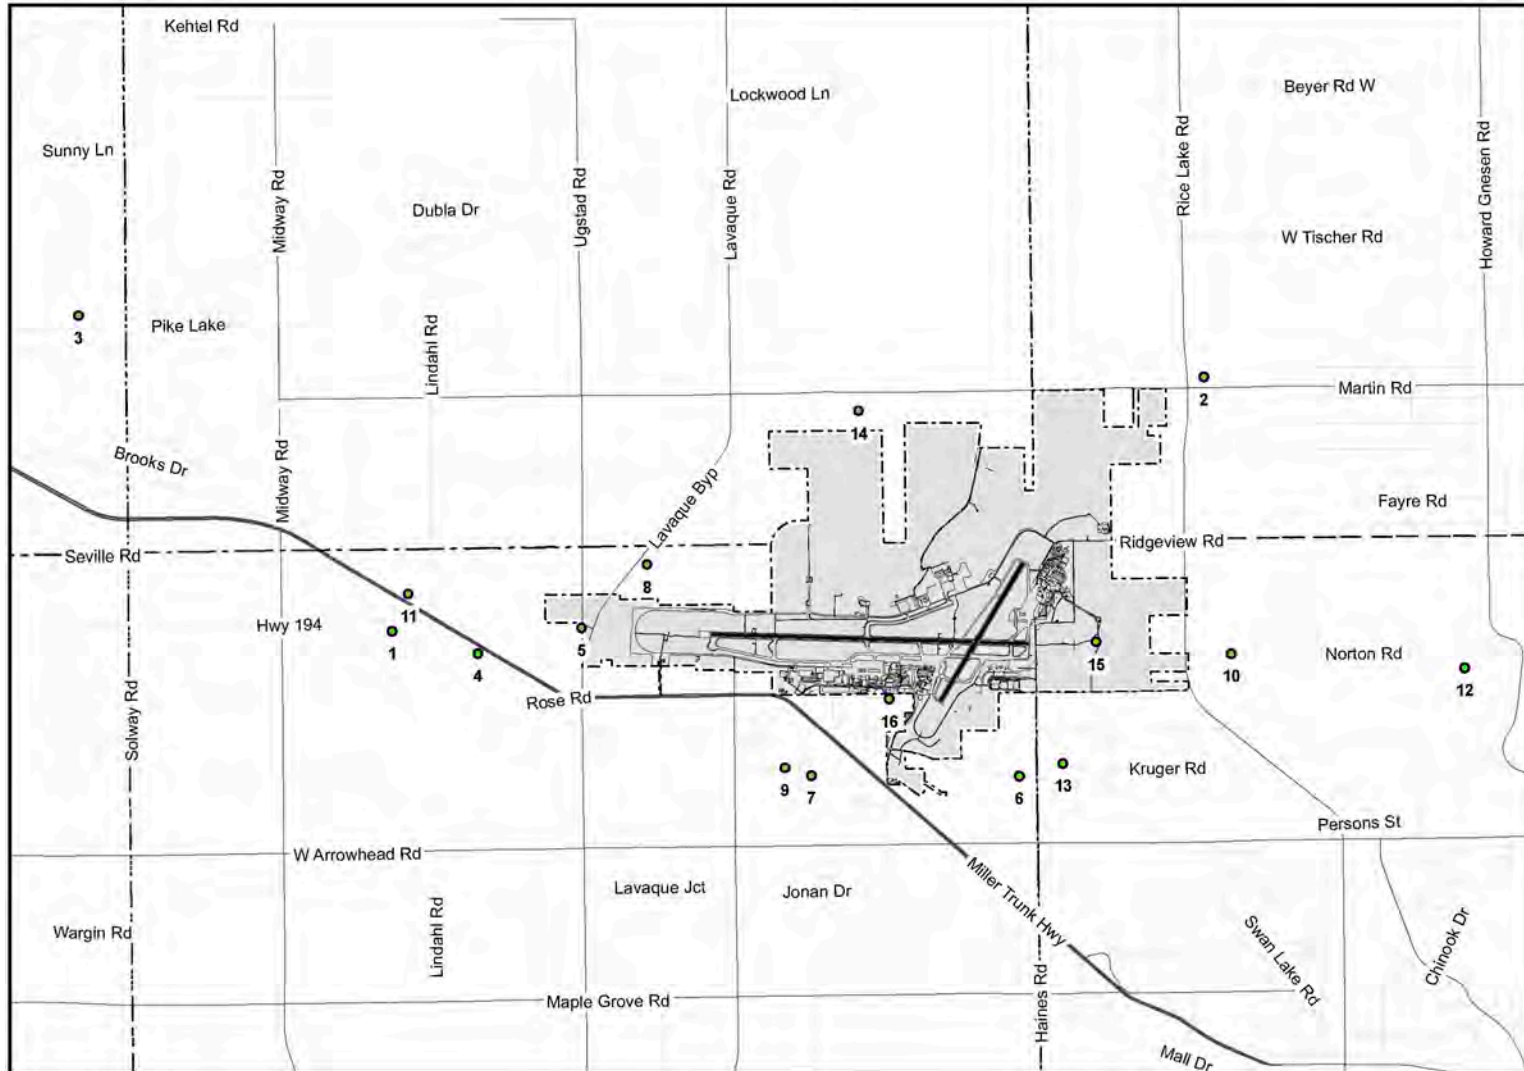 Kehtel Rd
Lockwood Ln
Beyer Rd W
Sunny Ln
Midway Rd
Dubla Dr
Ugstad Rd
Lavaque Rd
Rice Lake Rd
Howard Gnesen Rd
W Tischer Rd
3
Pike Lake
Lindahl Rd
2
Martin Rd
14
Brooks Dr
Midway Rd
Lavaque Byp
Fayre Rd
Seville Rd
Ridgeview Rd
8
11
Hwy 194
1
4
5
15
10
Norton Rd
12
Solway Rd
Rose Rd
16
9
7
6
13
Kruger Rd
Persons St
W Arrowhead Rd
Lavaque Jct
Jonan Dr
Miller Trunk Hwy
Wargin Rd
Lindahl Rd
Swan Lake Rd
Chinook Dr
Maple Grove Rd
Haines Rd
Mall Dr